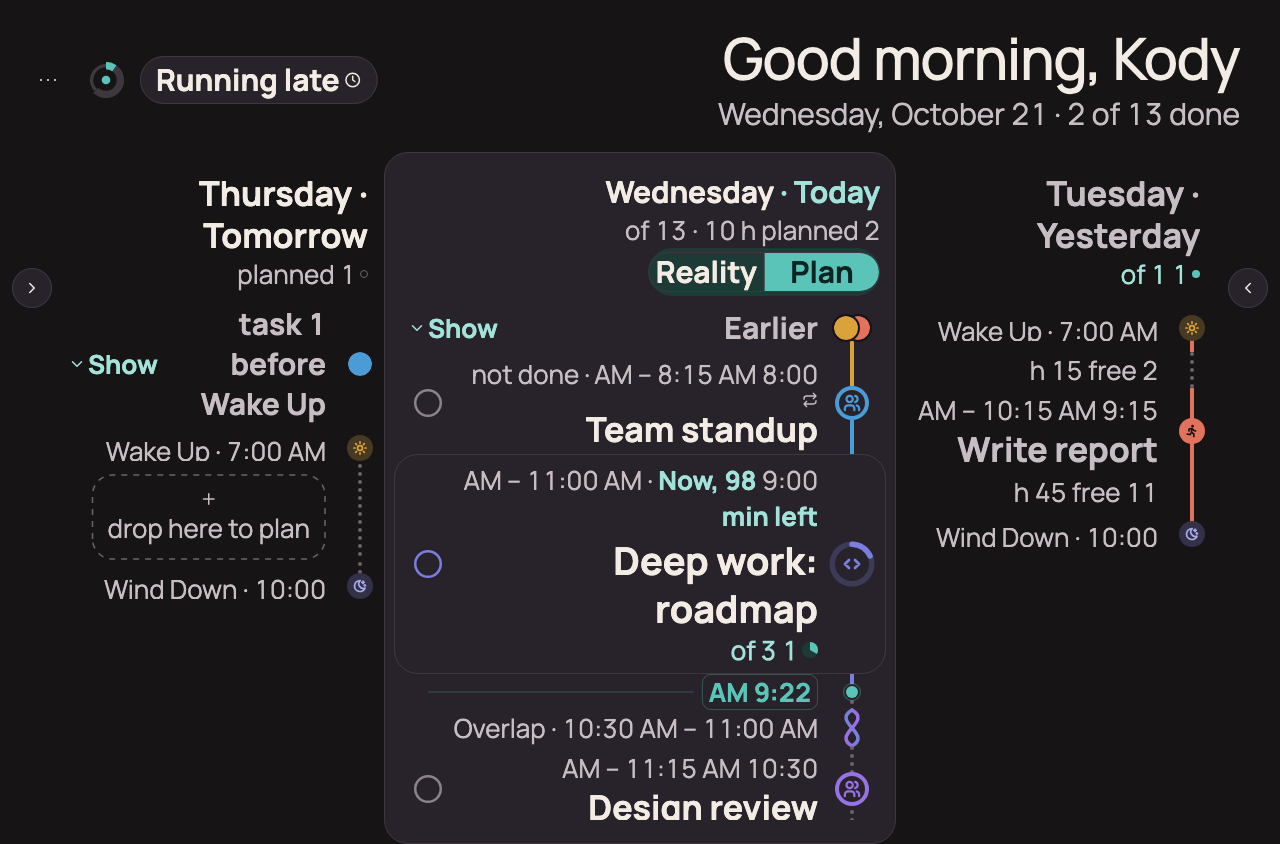 Good morning, Kody
Wednesday, October 21 · 2 of 13 done
Running late
...
Tuesday ·
Yesterday
of 1 1
Wake Up · 7:00 AM
h 15 free 2
AM – 10:15 AM 9:15
Write report
h 45 free 11
Wind Down · 10:00
Wednesday · Today
of 13 · 10 h planned 2
Reality Plan
Earlier
Show
not done · AM – 8:15 AM 8:00
Team standup
AM – 11:00 AM · Now, 98 9:00
min left
Deep work:
roadmap
of 3 1
AM 9:22
Overlap · 10:30 AM – 11:00 AM
AM – 11:15 AM 10:30
Design review
Thursday ·
Tomorrow
planned 1
task 1
before
Wake Up
Show
Wake Up · 7:00 AM
+
drop here to plan
Wind Down · 10:00